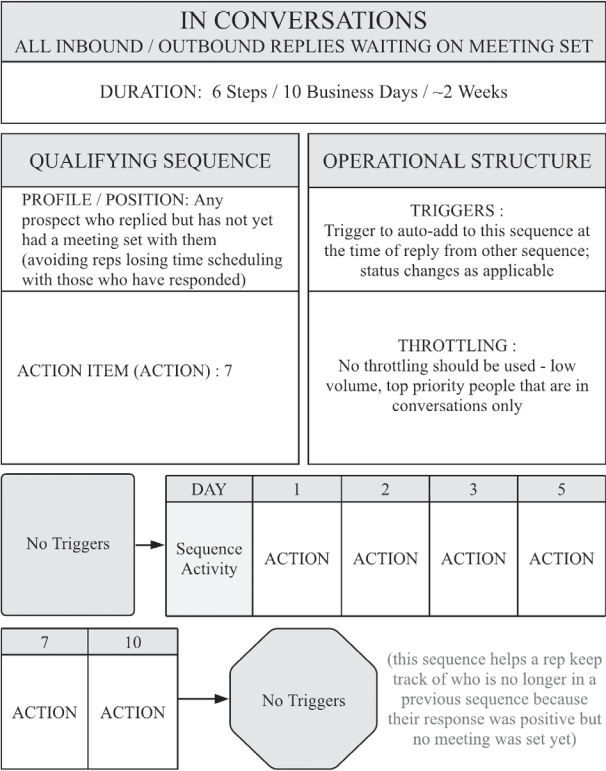 IN CONVERSATIONS
ALL INBOUND / OUTBOUND REPLIES WAITING ON MEETING SET
DURATION:  6 Steps / 10 Business Days / ~2 Weeks
QUALIFYING SEQUENCE
PROFILE / POSITION: Any
prospect who replied but has not yet
had a meeting set with them
(avoiding reps losing time scheduling
with those who have responded)
ACTION ITEM (ACTION) : 7
OPERATIONAL STRUCTURE
TRIGGERS :
Trigger to auto-add to this sequence at
the time of reply from other sequence;
status changes as applicable
THROTTLING :
No throttling should be used - low
volume, top priority people that are in
conversations only
No Triggers
DAY 1 2 3 5
Sequence
Activity
ACTION ACTION ACTION ACTION
7 10
ACTION ACTION
No Triggers
(this sequence helps a rep keep
track of who is no longer in a
previous sequence because
their response was positive but
no meeting was set yet)